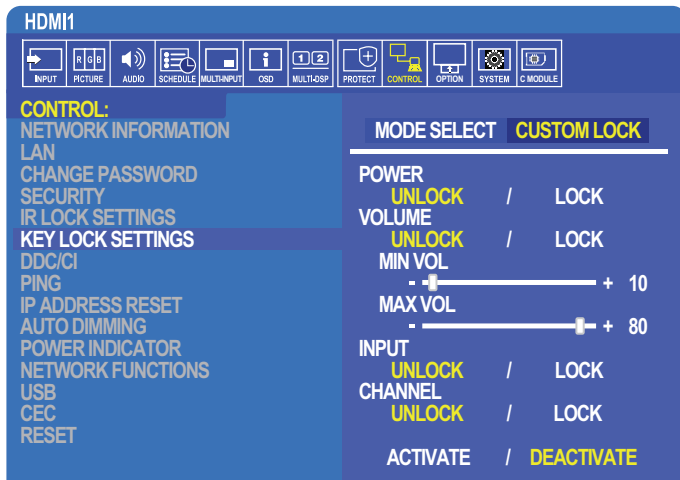 HDMI1
INPUT
R G B
PICTURE
AUDIO
SCHEDULE
MULTI-INPUT
i
OSD
1 2
MULTI-DSP
PROTECT
CONTROL
OPTION
SYSTEM
C MODULE
CONTROL:
NETWORK INFORMATION
LAN
CHANGE PASSWORD
SECURITY
IR LOCK SETTINGS
KEY LOCK SETTINGS
DDC/CI
PING
IP ADDRESS RESET
AUTO DIMMING
POWER INDICATOR
NETWORK FUNCTIONS
USB
CEC
RESET
MODE SELECT CUSTOM LOCK
POWER
UNLOCK / LOCK
VOLUME
UNLOCK / LOCK
MIN VOL
- + 10
MAX VOL
- + 80
INPUT
UNLOCK / LOCK
CHANNEL
UNLOCK / LOCK
ACTIVATE / DEACTIVATE